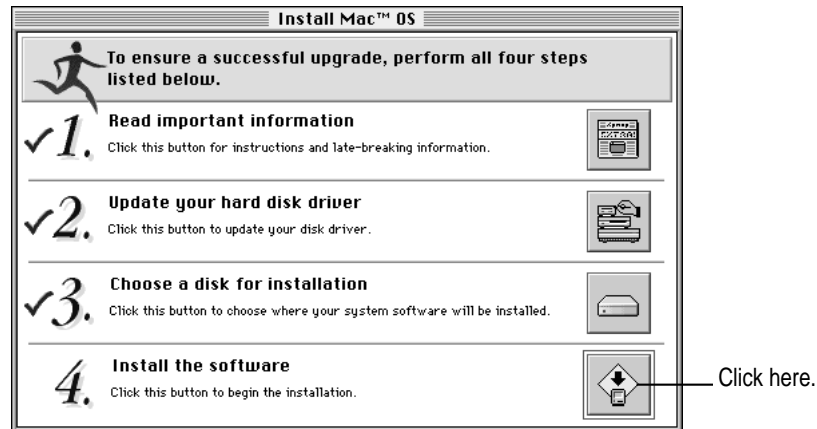 Install Mac™ OS
To ensure a successful upgrade, perform all four steps
listed below.
1. Read important information
Click this button for instructions and late-breaking information.
EXTRA!
2. Update your hard disk driver
Click this button to update your disk driver.
3. Choose a disk for installation
Click this button to choose where your system software will be installed.
4. Install the software
Click this button to begin the installation.
Click here.